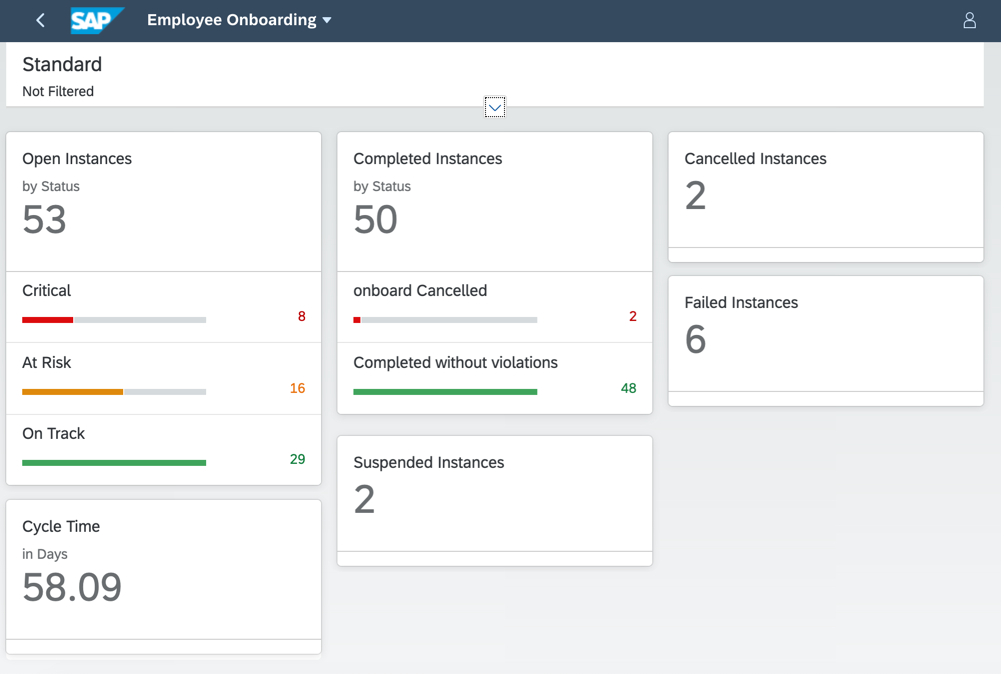 SAP Employee Onboarding
Standard
Not Filtered
Open Instances
by Status
53
Critical
8
At Risk
16
On Track
29
Cycle Time
in Days
58.09
Completed Instances
by Status
50
onboard Cancelled
2
Completed without violations
48
Suspended Instances
2
Cancelled Instances
2
Failed Instances
6